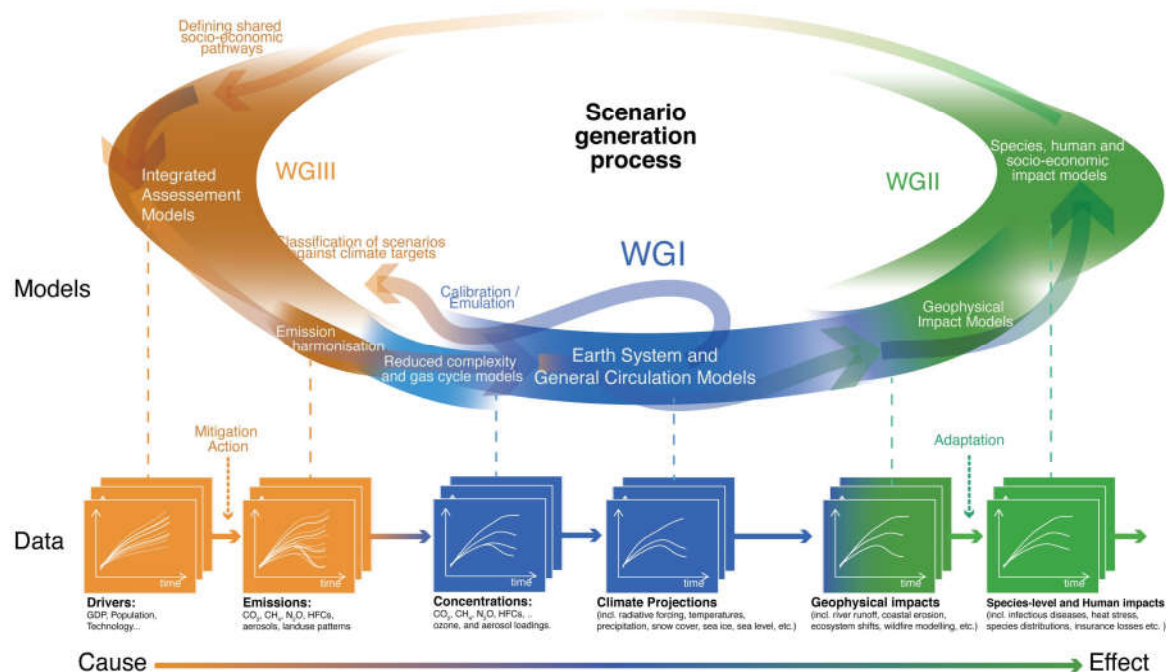 Defining shared
socio-economic
pathways
Scenario
generation
process
Species, human and
socio-economic
impact models
WGIII
WGII
Integrated
Assessement
Models
Classification of scenarios
against climate targets
WGI
Models
Calibration /
Emulation
Geophysical
Impact Models
Emission
harmonisation
Reduced complexity
and gas cycle models
Earth System and
General Circulation Models
Mitigation
Action
Adaptation
Data
time
time
time
time
time
time
Drivers:
GDP, Population,
Technology...
Emissions:
CO₂, CH₄, N₂O, HFCs,
aerosols, landuse patterns
Concentrations:
CO₂, CH₄, N₂O, HFCs, ..
ozone, and aerosol loadings.
Climate Projections
(incl. radiative forcing, temperatures,
precipitation, snow cover, sea ice, sea level, etc.)
Geophysical impacts
(incl. river runoff, coastal erosion,
ecosystem shifts, wildfire modelling, etc.)
Species-level and Human impacts
(incl. infectious diseases, heat stress,
species distributions, insurance losses etc. )
Cause
Effect